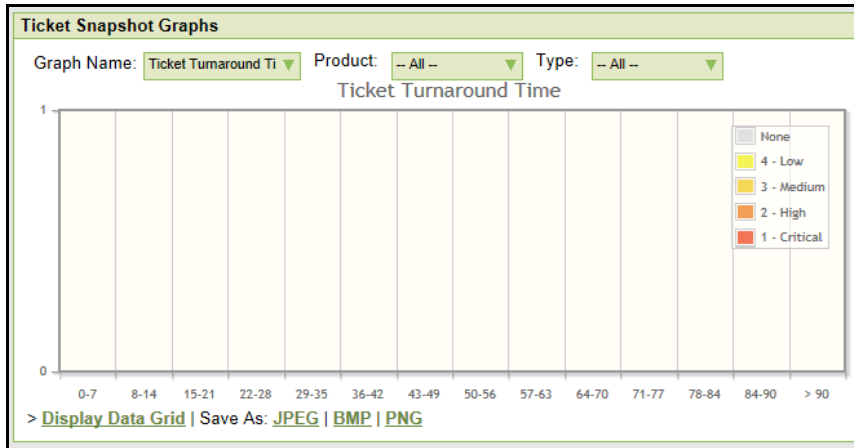 Ticket Snapshot Graphs
Graph Name: Ticket Turnaround Ti Product: -- All -- Type: -- All --
Ticket Turnaround Time
1
None
4 - Low
3 - Medium
2 - High
1 - Critical
0
0-7 8-14 15-21 22-28 29-35 36-42 43-49 50-56 57-63 64-70 71-77 78-84 84-90 > 90
> Display Data Grid | Save As: JPEG | BMP | PNG